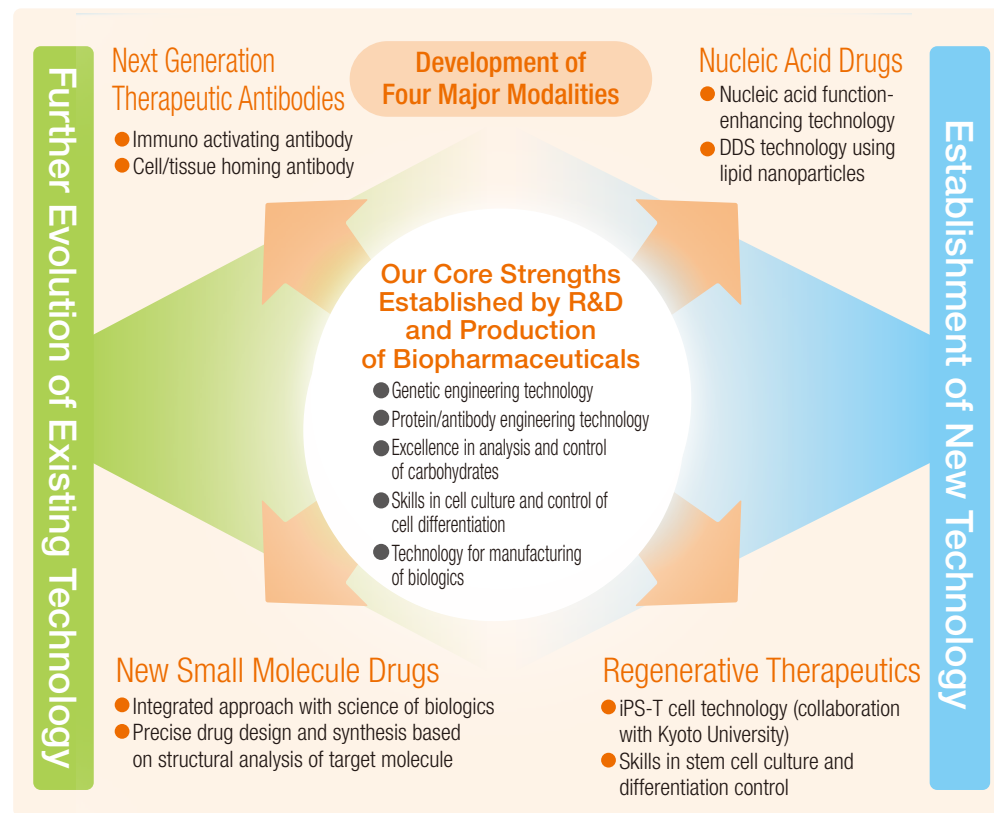 Further Evolution of Existing Technology
Next Generation
Therapeutic Antibodies
●Immuno activating antibody
●Cell/tissue homing antibody
Development of
Four Major Modalities
Nucleic Acid Drugs
●Nucleic acid function-
enhancing technology
●DDS technology using
lipid nanoparticles
Establishment of New Technology
Our Core Strengths
Established by R&D
and Production
of Biopharmaceuticals
●Genetic engineering technology
●Protein/antibody engineering technology
●Excellence in analysis and control
of carbohydrates
●Skills in cell culture and control of
cell differentiation
●Technology for manufacturing
of biologics
New Small Molecule Drugs
●Integrated approach with science of biologics
●Precise drug design and synthesis based
on structural analysis of target molecule
Regenerative Therapeutics
●iPS-T cell technology (collaboration
with Kyoto University)
●Skills in stem cell culture and
differentiation control